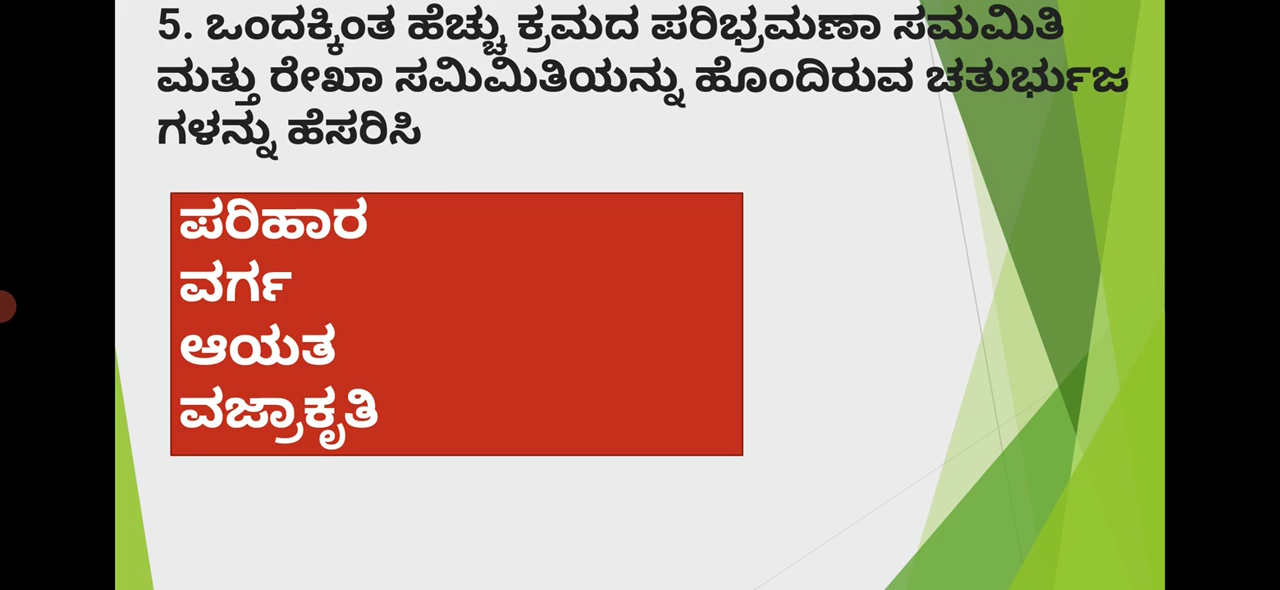 5. ಒಂದಕ್ಕಿಂತ ಹೆಚ್ಚು ಕ್ರಮದ ಪರಿಭ್ರಮಣಾ ಸಮಮಿತಿ
ಮತ್ತು ರೇಖಾ ಸಮಿಮಿತಿಯನ್ನು ಹೊಂದಿರುವ ಚತುರ್ಭುಜ
ಗಳನ್ನು ಹೆಸರಿಸಿ
ಪರಿಹಾರ
ವರ್ಗ
ಆಯತ
ವಜ್ರಾಕೃತಿ